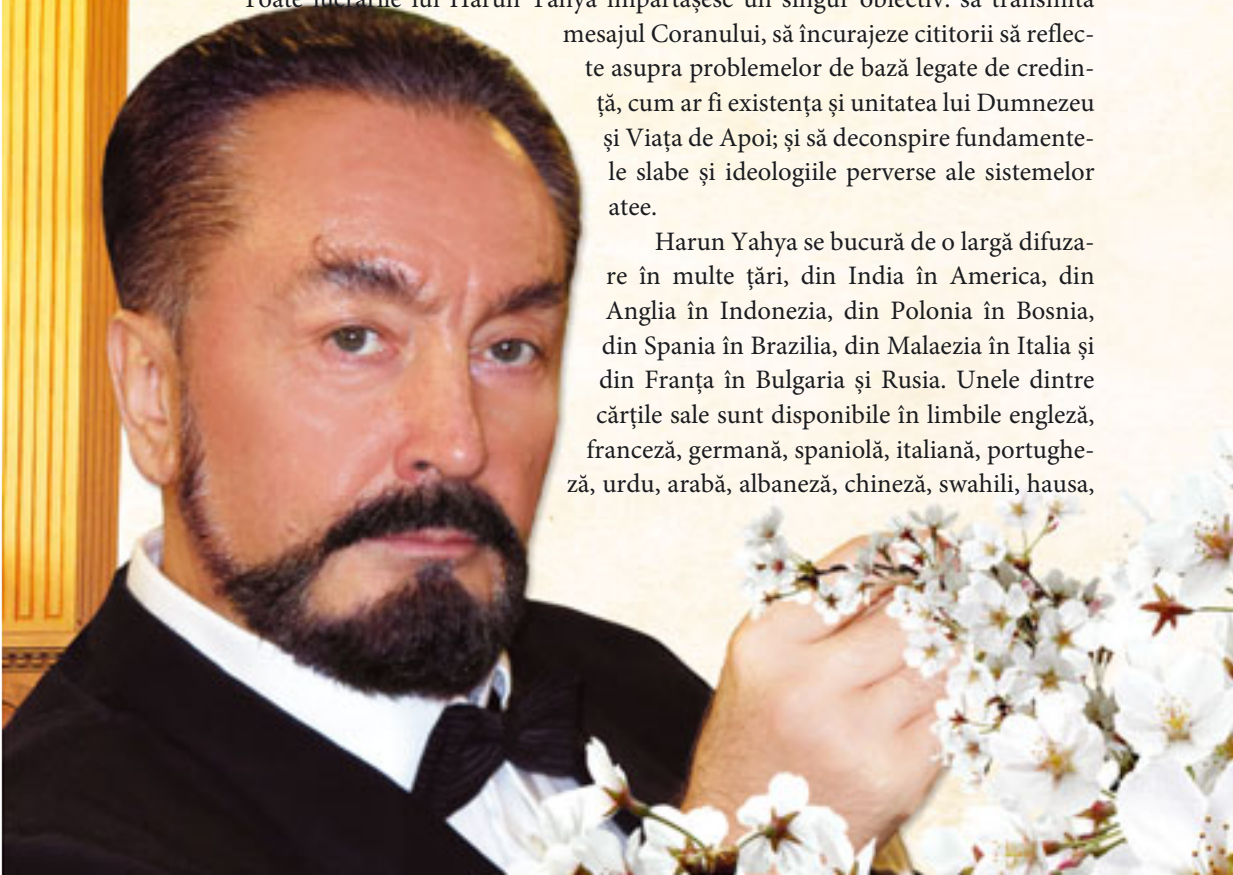 Toate lucrările lui Harun Yahya împărtășesc un singur obiectiv: să transmită
mesajul Coranului, să încurajeze cititorii să reflec-
te asupra problemelor de bază legate de credin-
ță, cum ar fi existența și unitatea lui Dumnezeu
și Viața de Apoi; și să deconspire fundamente-
le slabe și ideologiile perverse ale sistemelor
atee.
Harun Yahya se bucură de o largă difuza-
re în multe țări, din India în America, din
Anglia în Indonezia, din Polonia în Bosnia,
din Spania în Brazilia, din Malaezia în Italia și
din Franța în Bulgaria și Rusia. Unele dintre
cărțile sale sunt disponibile în limbile engleză,
franceză, germană, spaniolă, italiană, portughe-
ză, urdu, arabă, albaneză, chineză, swahili, hausa,